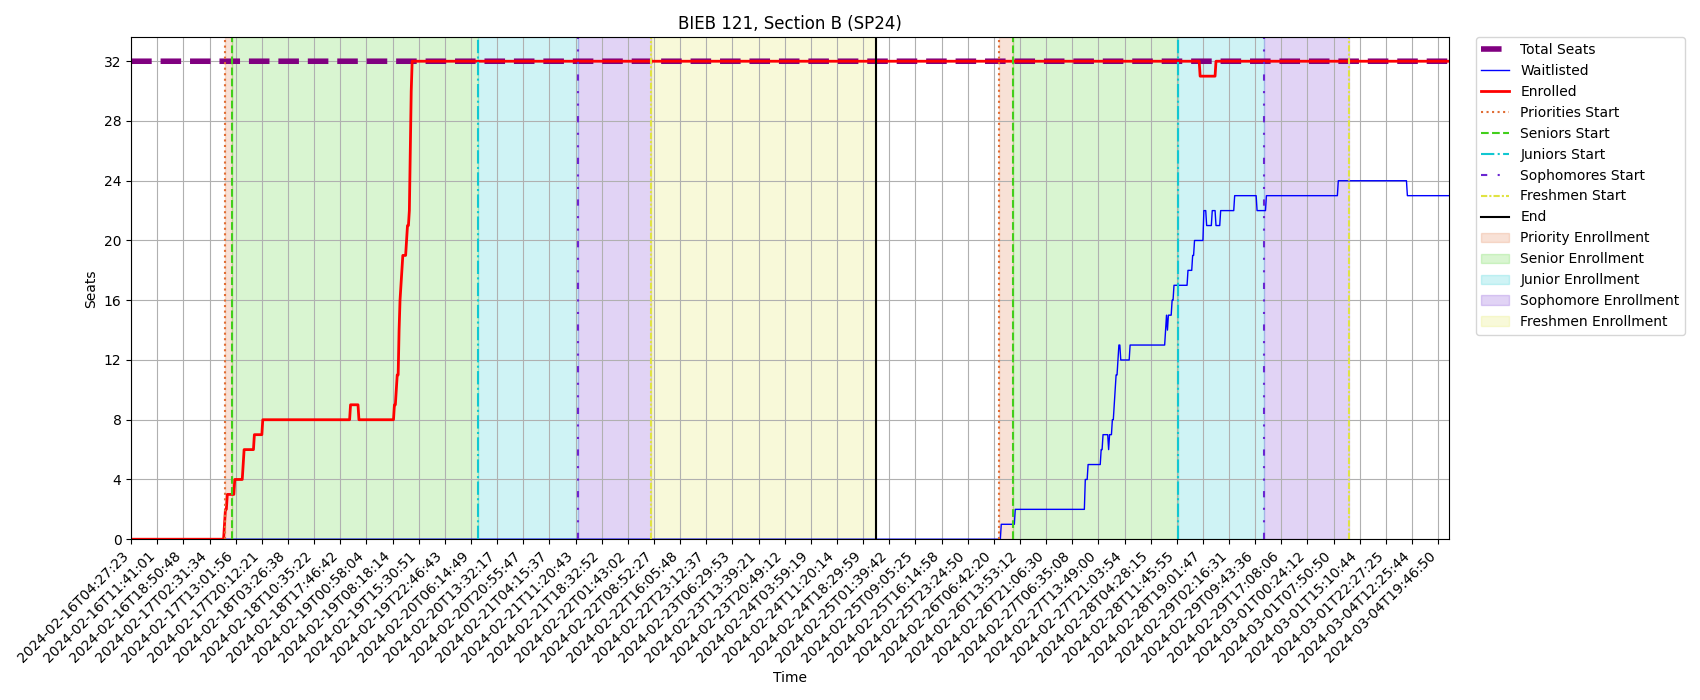 BIEB 121, Section B (SP24)
Seats
32
28
24
20
16
12
8
4
0
2024-02-16T04:27:23
2024-02-16T11:41:01
2024-02-16T18:50:48
2024-02-17T02:31:34
2024-02-17T13:01:56
2024-02-17T20:12:21
2024-02-18T03:26:38
2024-02-18T10:35:22
2024-02-18T17:46:42
2024-02-19T00:58:04
2024-02-19T08:18:14
2024-02-19T15:30:51
2024-02-19T22:46:43
2024-02-20T06:14:49
2024-02-20T13:32:17
2024-02-20T20:55:47
2024-02-21T04:15:37
2024-02-21T11:20:43
2024-02-21T18:32:52
2024-02-22T01:43:02
2024-02-22T08:52:27
2024-02-22T16:05:48
2024-02-22T23:12:37
2024-02-23T06:29:53
2024-02-23T13:39:21
2024-02-23T20:49:12
2024-02-24T03:59:19
2024-02-24T11:20:14
2024-02-24T18:29:59
2024-02-25T01:39:42
2024-02-25T09:05:25
2024-02-25T16:14:58
2024-02-25T23:24:50
2024-02-26T06:42:20
2024-02-26T13:53:12
2024-02-26T21:06:30
2024-02-27T06:35:08
2024-02-27T13:49:00
2024-02-27T21:03:54
2024-02-28T04:28:15
2024-02-28T11:45:55
2024-02-28T19:01:47
2024-02-29T02:16:31
2024-02-29T09:43:36
2024-02-29T17:08:06
2024-03-01T00:24:12
2024-03-01T07:50:50
2024-03-01T15:10:44
2024-03-01T22:27:25
2024-03-04T12:25:44
2024-03-04T19:46:50
Time
Total Seats
Waitlisted
Enrolled
Priorities Start
Seniors Start
Juniors Start
Sophomores Start
Freshmen Start
End
Priority Enrollment
Senior Enrollment
Junior Enrollment
Sophomore Enrollment
Freshmen Enrollment